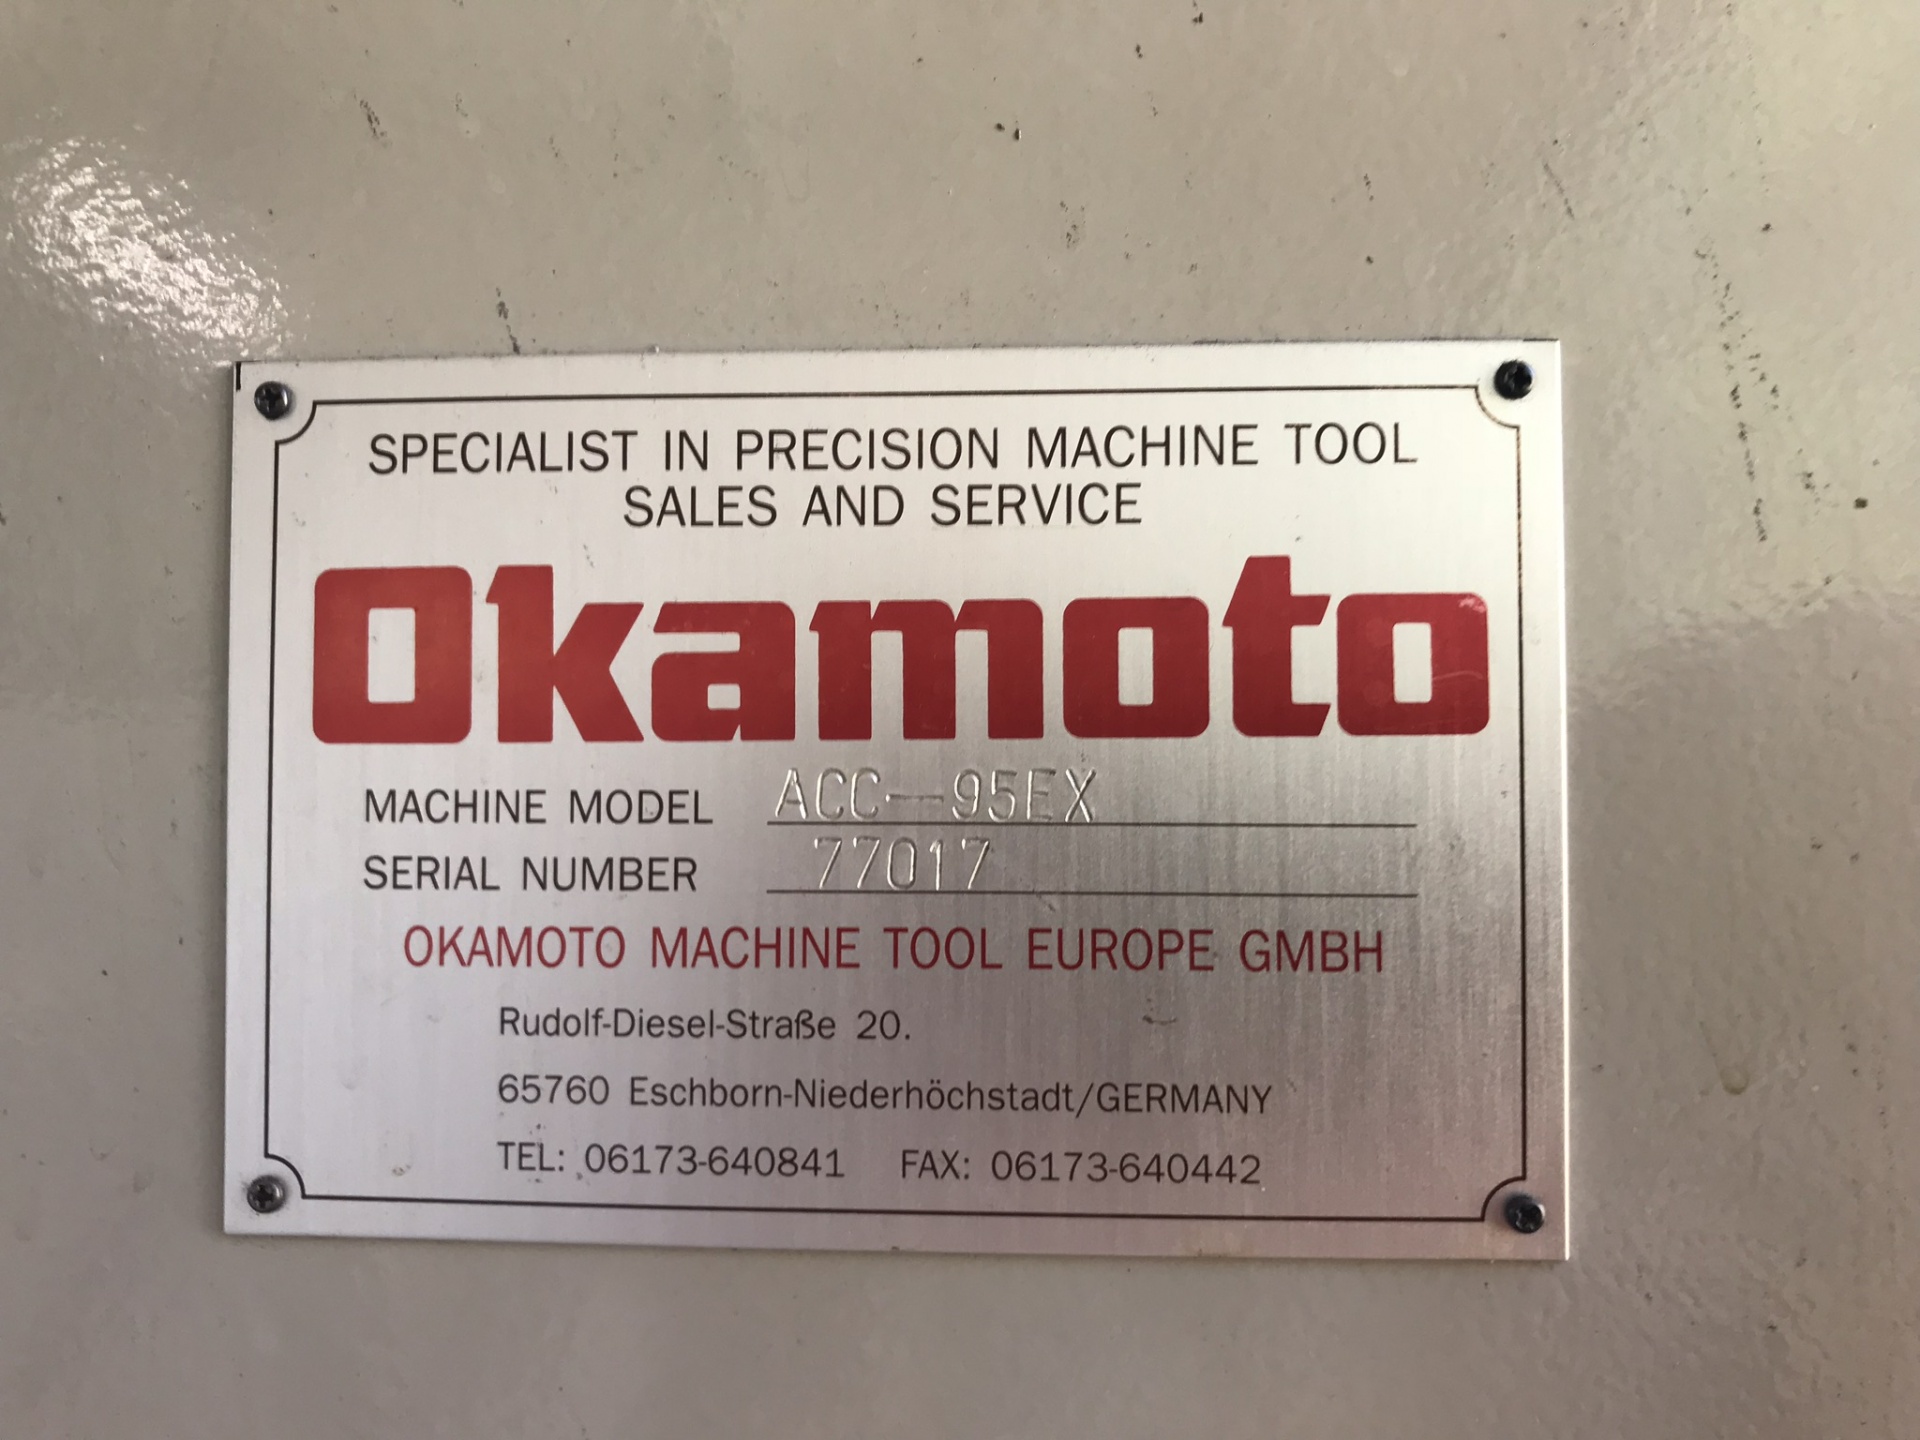 SPECIALIST IN PRECISION MACHINE TOOL
SALES AND SERVICE
Okamoto
MACHINE MODEL ACC-95EX
SERIAL NUMBER 77017
OKAMOTO MACHINE TOOL EUROPE GMBH
Rudolf-Diesel-Straße 20.
65760 Eschborn-Niederhöchstadt/GERMANY
TEL: 06173-640841 FAX: 06173-640442